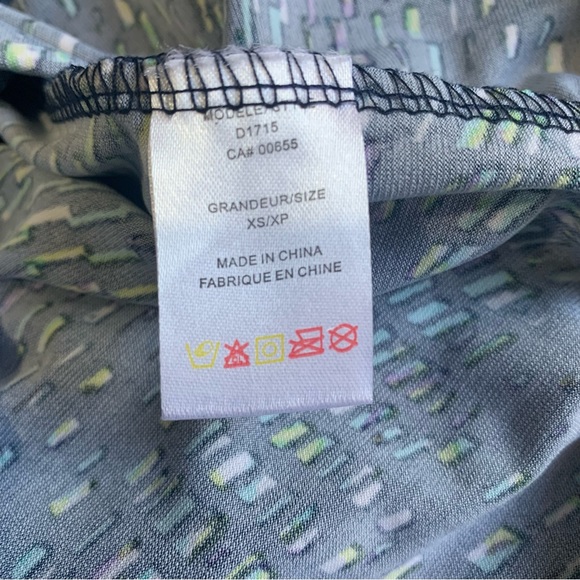 D1715
CA# 00655
GRANDEUR/SIZE
XS/XP
MADE IN CHINA
FABRIQUE EN CHINE